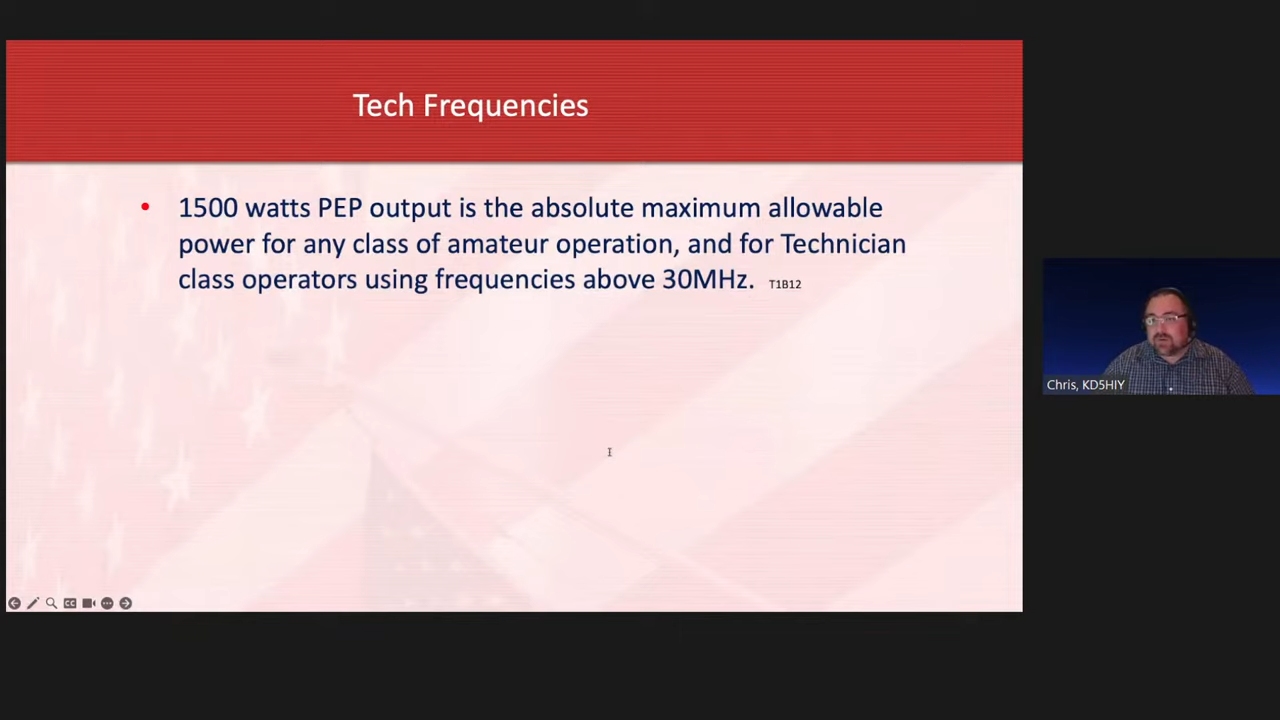 Tech Frequencies
• 1500 watts PEP output is the absolute maximum allowable
power for any class of amateur operation, and for Technician
class operators using frequencies above 30MHz. T1B12
Chris, KD5HIY
CC